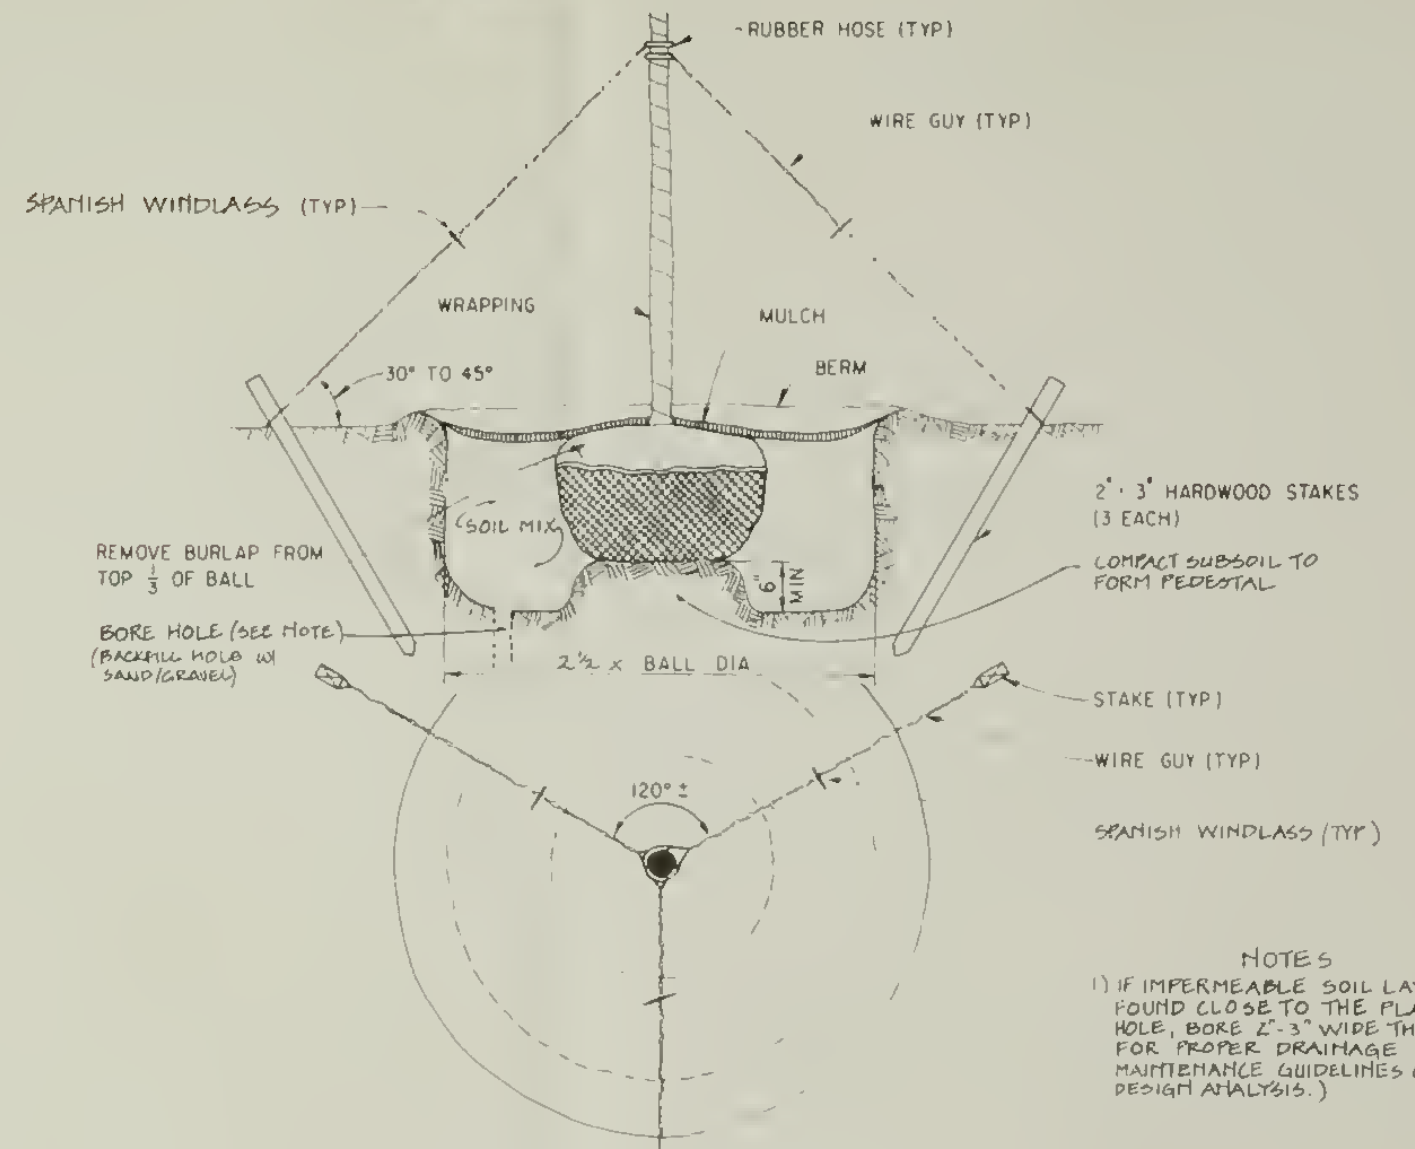 RUBBER HOSE (TYP)
WIRE GUY (TYP)
SPANISH WINDLASS (TYP)
WRAPPING
MULCH
30° TO 45°
BERM
2" · 3" HARDWOOD STAKES
(3 EACH)
SOIL MIX
REMOVE BURLAP FROM
TOP 1/3 OF BALL
6"
MIN
COMPACT SUBSOIL TO
FORM PEDESTAL
BORE HOLE (SEE NOTE)
(BACKFILL HOLE W/
SAND/GRAVEL)
2 1/2 x BALL DIA
STAKE (TYP)
WIRE GUY (TYP)
120° ±
SPANISH WINDLASS (TYP)
NOTES
1) IF IMPERMEABLE SOIL
FOUND CLOSE TO THE
HOLE, BORE 2"-3" WIDE
FOR PROPER DRAINAGE
MAINTENANCE GUIDELINES
DESIGN ANALYSIS.)